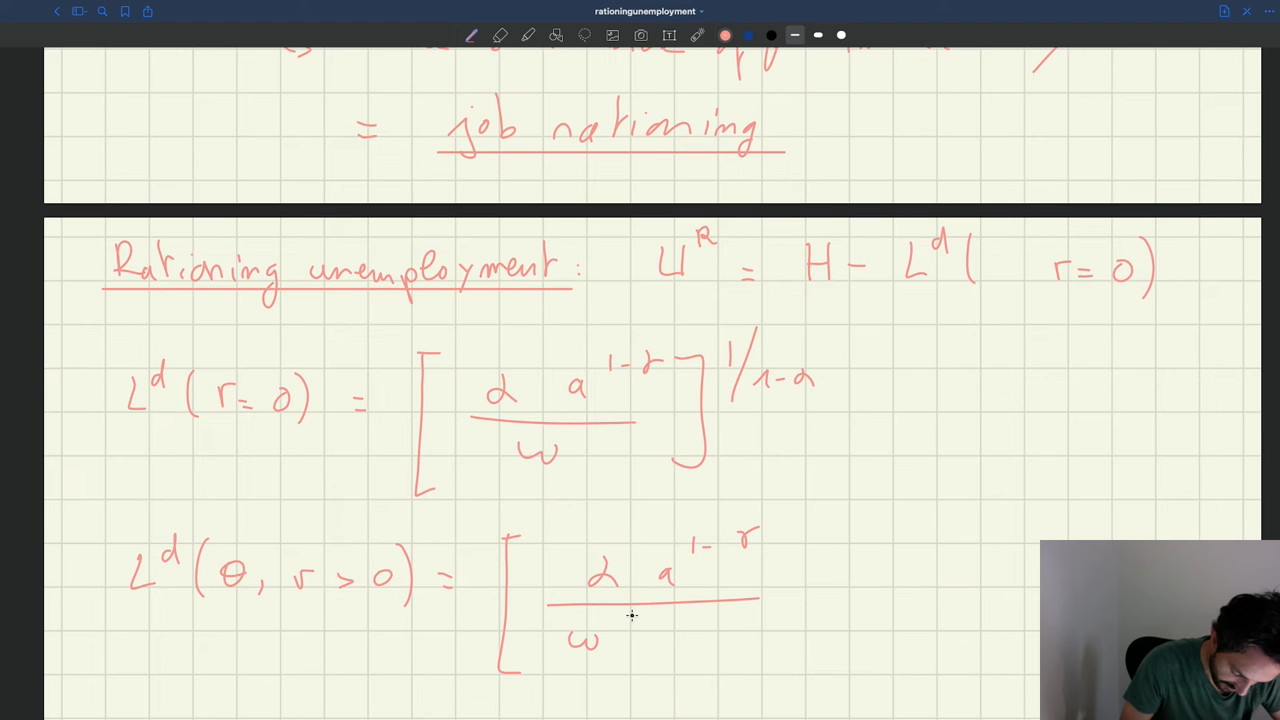 rationingunemployment
= job rationing
Rationing unemployment: U^R = H - L^d( r = 0)
L^d( r = 0) = [ α a^{1-γ} / ω ]^{1/1-α}
L^d(θ, r > 0) = [ α a^{1-γ} / ω